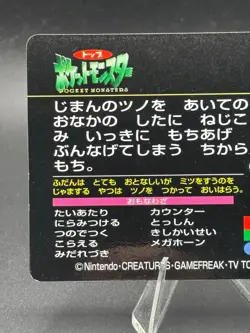 トップ
ポケットモンスター
POCKET MONSTERS
じまんのツノを あいての
おなかの したに ねじこ
み いっきに もちあげ
ぶんなげてしまう ちから
もち。
ふだんは とても おとなしいが ミツをするうのを
じゃまする やつは ツノを つかって おいはらう。
おもなわざ
たいあたり カウンター
にらみつける とっしん
つのでつく きしかいせい
こらえる メガホーン
みだれづき
©Nintendo･CREATURES･GAMEFREAK･TV T